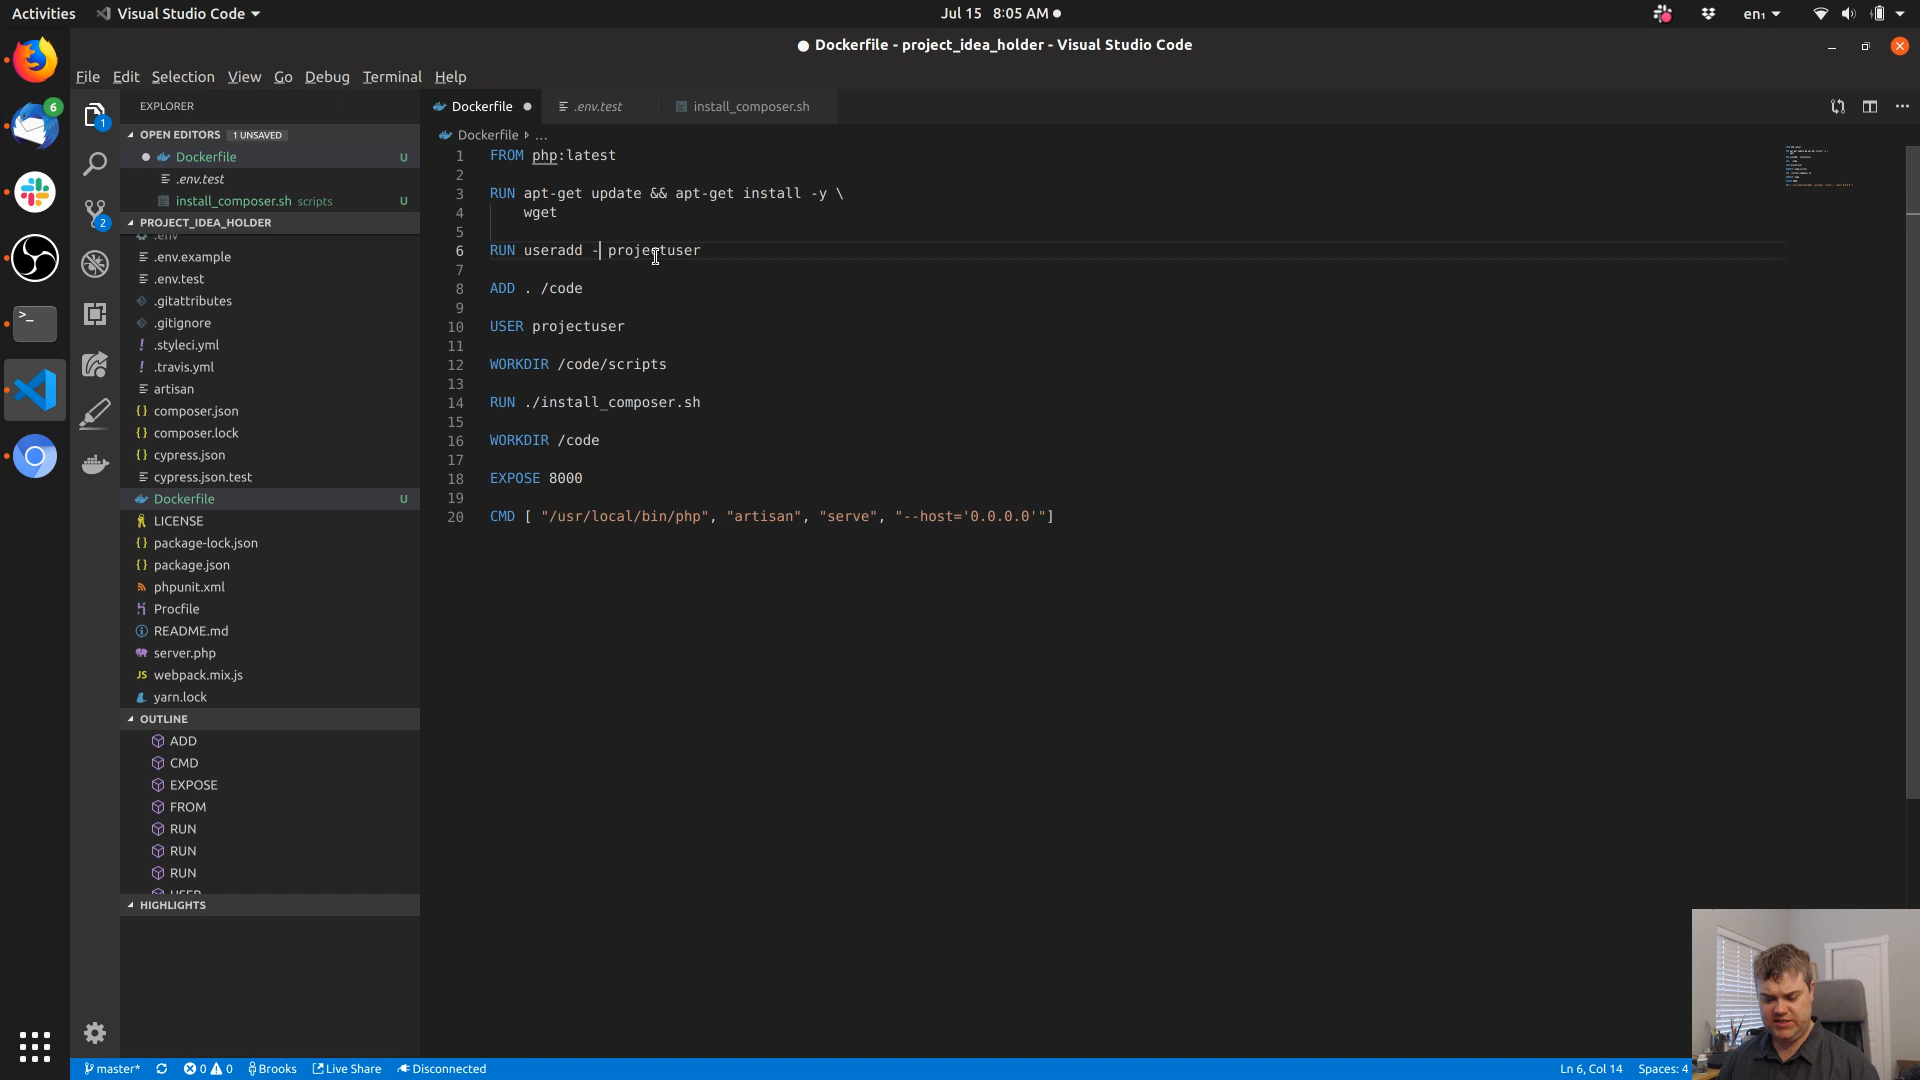 Activities
Visual Studio Code
Jul 15 8:05 AM
en₁
Dockerfile - project_idea_holder - Visual Studio Code
File Edit Selection View Go Debug Terminal Help
EXPLORER
OPEN EDITORS 1 UNSAVED
Dockerfile U
.env.test
install_composer.sh scripts U
PROJECT_IDEA_HOLDER
.env
.env.example
.env.test
.gitattributes
.gitignore
.styleci.yml
.travis.yml
artisan
composer.json
composer.lock
cypress.json
cypress.json.test
Dockerfile U
LICENSE
package-lock.json
package.json
phpunit.xml
Procfile
README.md
server.php
webpack.mix.js
yarn.lock
OUTLINE
ADD
CMD
EXPOSE
FROM
RUN
RUN
RUN
USER
HIGHLIGHTS
6
1
2
Dockerfile
.env.test
install_composer.sh
Dockerfile ...
1 FROM php:latest
2
3 RUN apt-get update && apt-get install -y \
4 wget
5
6 RUN useradd - projectuser
7
8 ADD . /code
9
10 USER projectuser
11
12 WORKDIR /code/scripts
13
14 RUN ./install_composer.sh
15
16 WORKDIR /code
17
18 EXPOSE 8000
19
20 CMD [ "/usr/local/bin/php", "artisan", "serve", "--host='0.0.0.0'"]
master* 0 0 Brooks Live Share Disconnected
Ln 6, Col 14 Spaces: 4